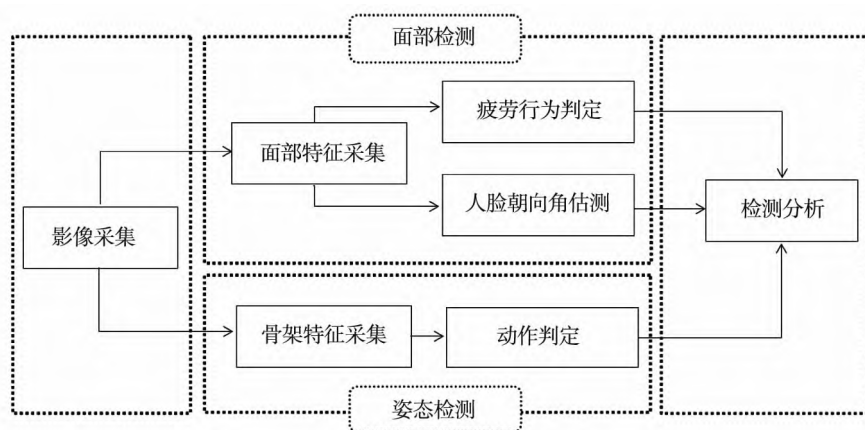 面部检测
疲劳行为判定
面部特征采集
人脸朝向角估测
影像采集
检测分析
骨架特征采集
动作判定
姿态检测